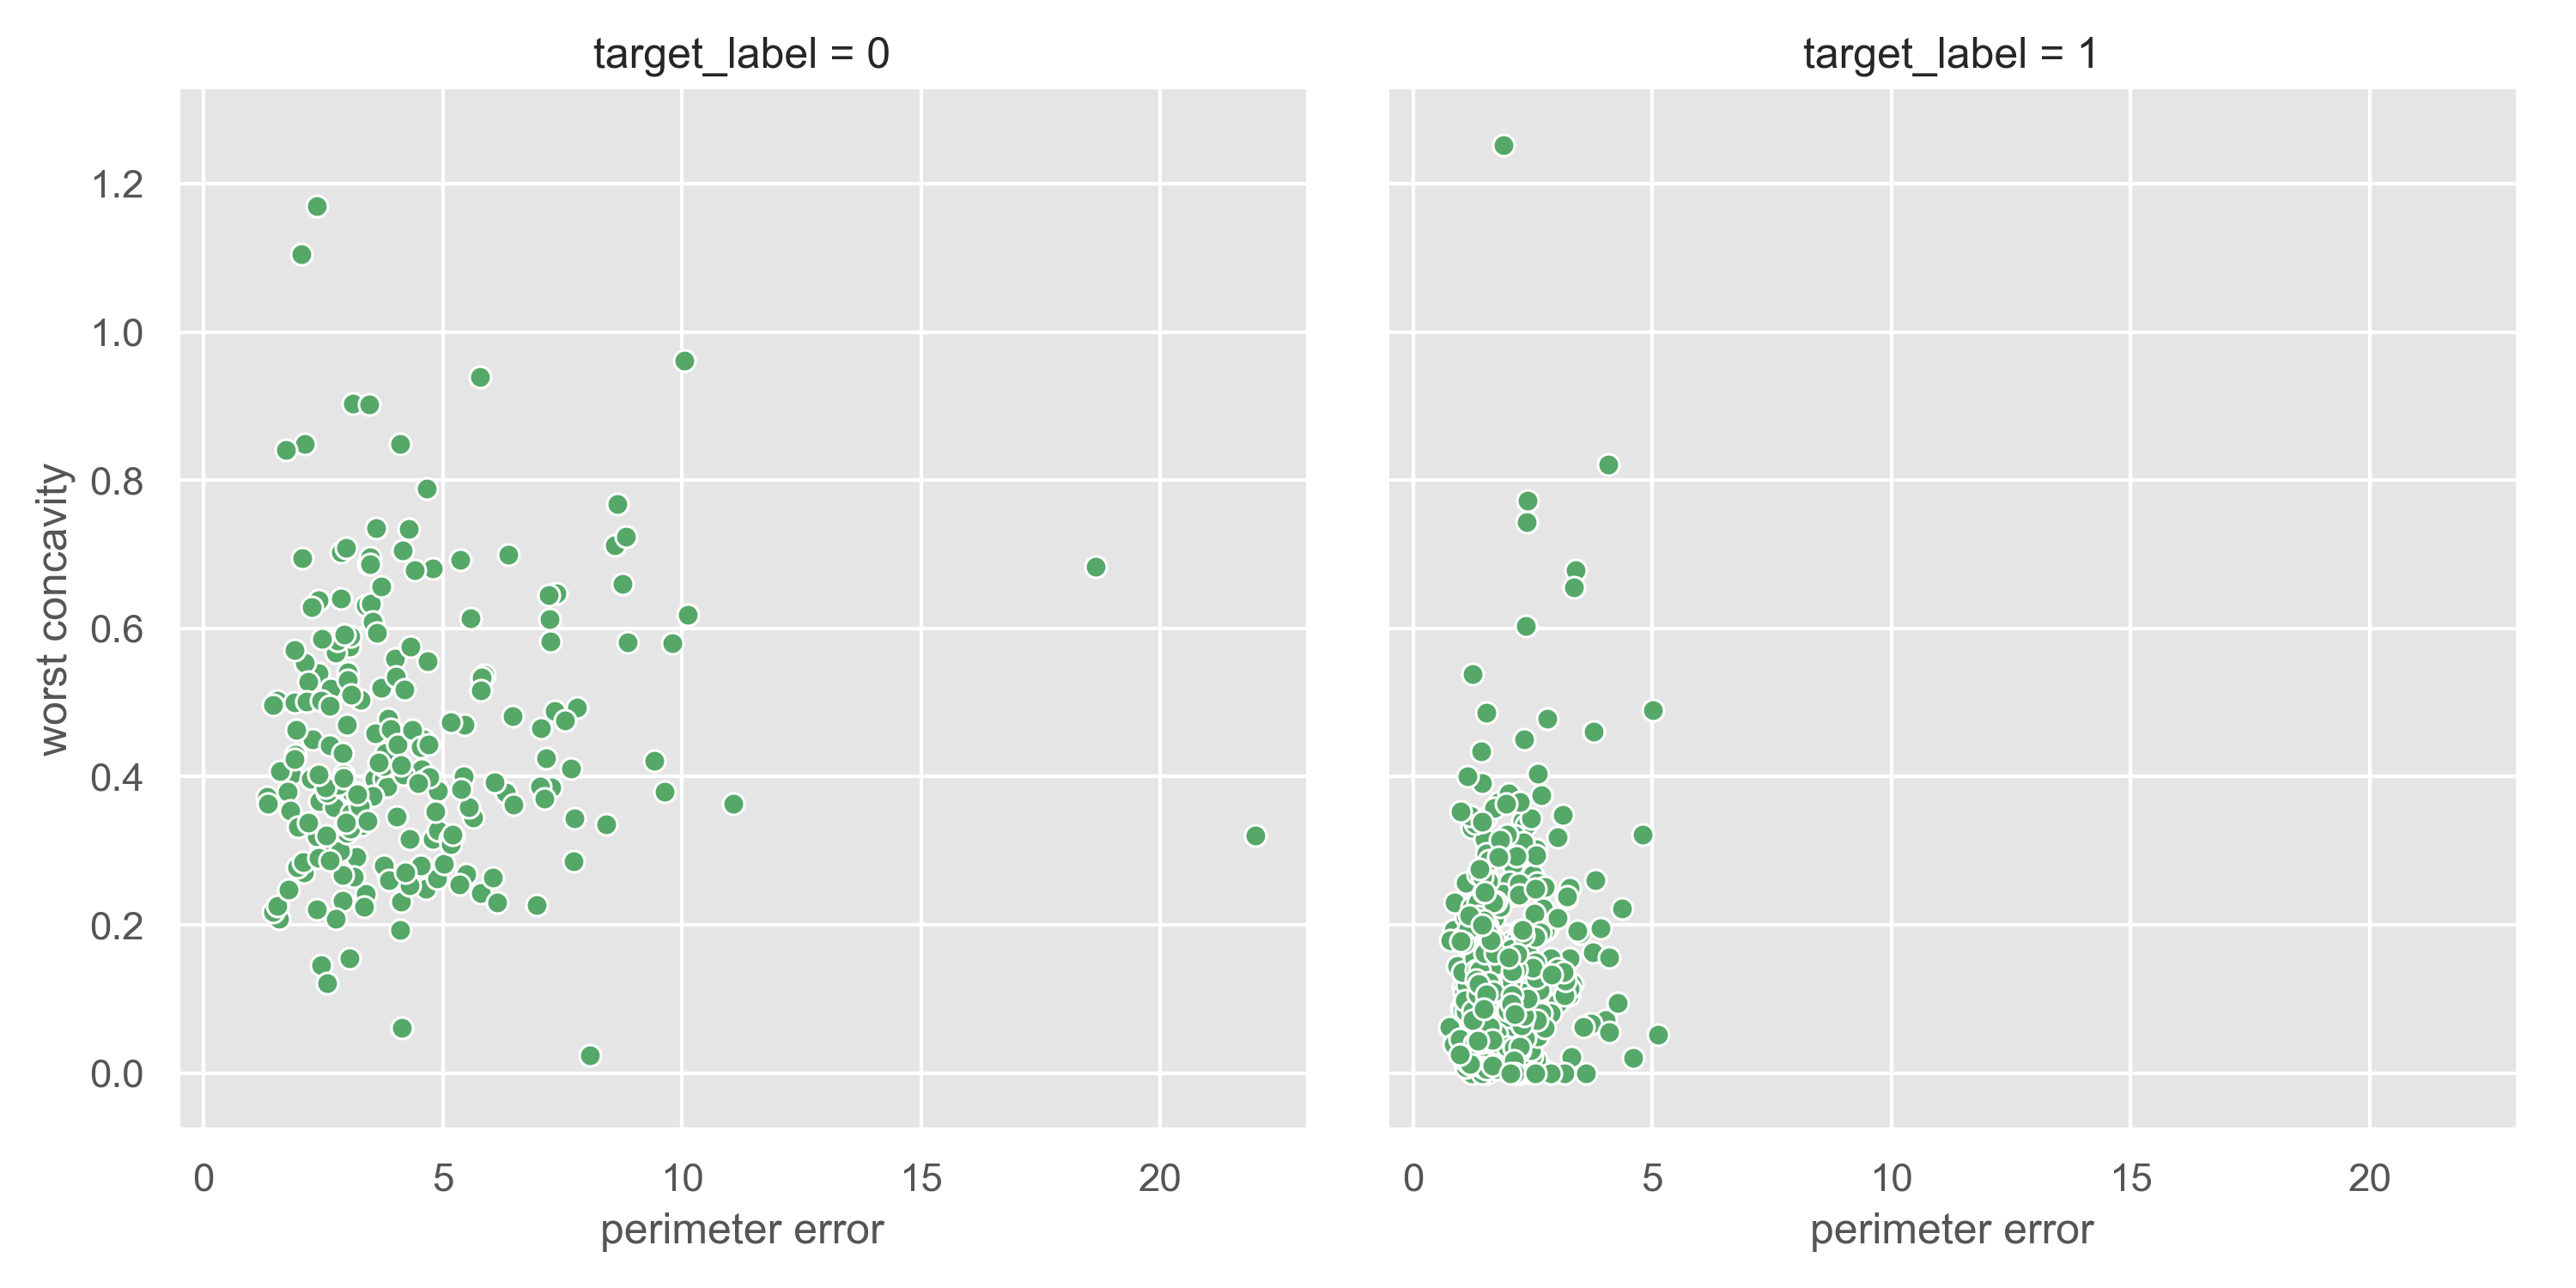 target_label = 0
target_label = 1
worst concavity
1.2
1.0
0.8
0.6
0.4
0.2
0.0
0 5 10 15 20
0 5 10 15 20
perimeter error
perimeter error